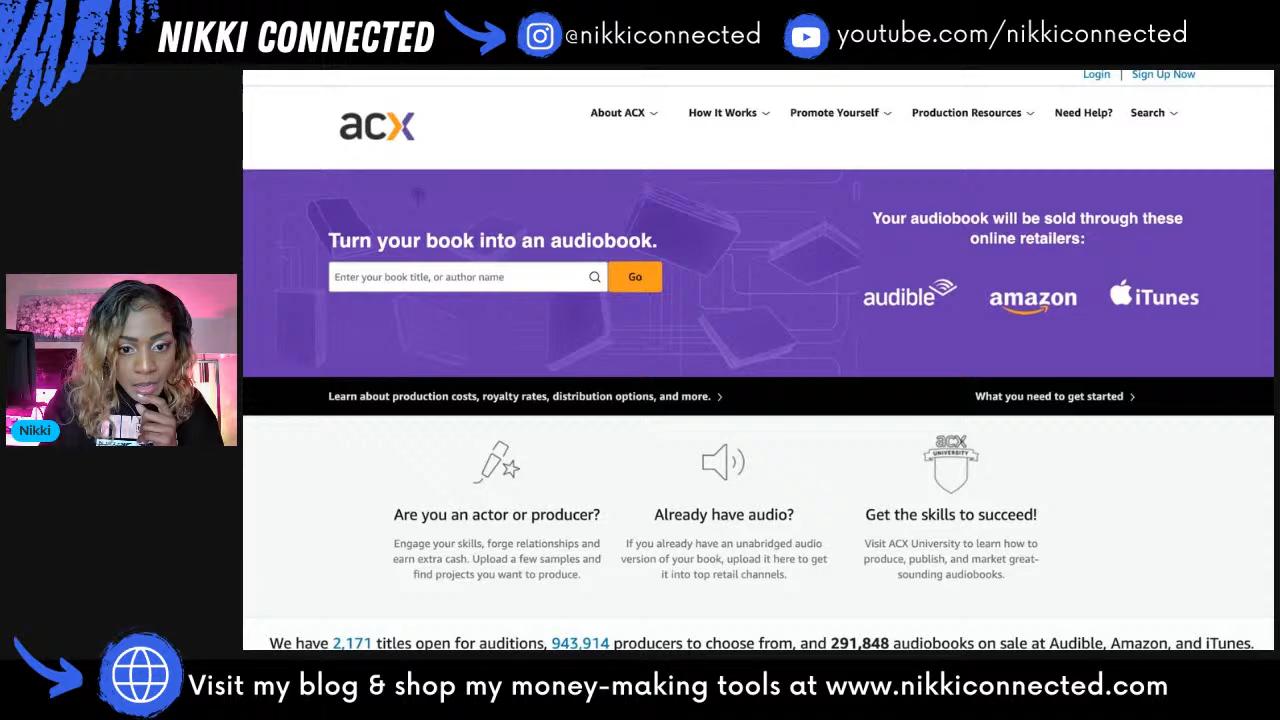 NIKKI CONNECTED
@nikkiconnected
youtube.com/nikkiconnected
Login | Sign Up Now
acx
About ACX
How It Works
Promote Yourself
Production Resources
Need Help?
Search
Turn your book into an audiobook.
Enter your book title, or author name
Go
Your audiobook will be sold through these
online retailers:
audible
amazon
iTunes
Learn about production costs, royalty rates, distribution options, and more. >
What you need to get started >
Nikki
acx
UNIVERSITY
Are you an actor or producer?
Engage your skills, forge relationships and
earn extra cash. Upload a few samples and
find projects you want to produce.
Already have audio?
If you already have an unabridged audio
version of your book, upload it here to get
it into top retail channels.
Get the skills to succeed!
Visit ACX University to learn how to
produce, publish, and market great-
sounding audiobooks.
We have 2,171 titles open for auditions, 943,914 producers to choose from, and 291,848 audiobooks on sale at Audible, Amazon, and iTunes.
Visit my blog & shop my money-making tools at www.nikkiconnected.com